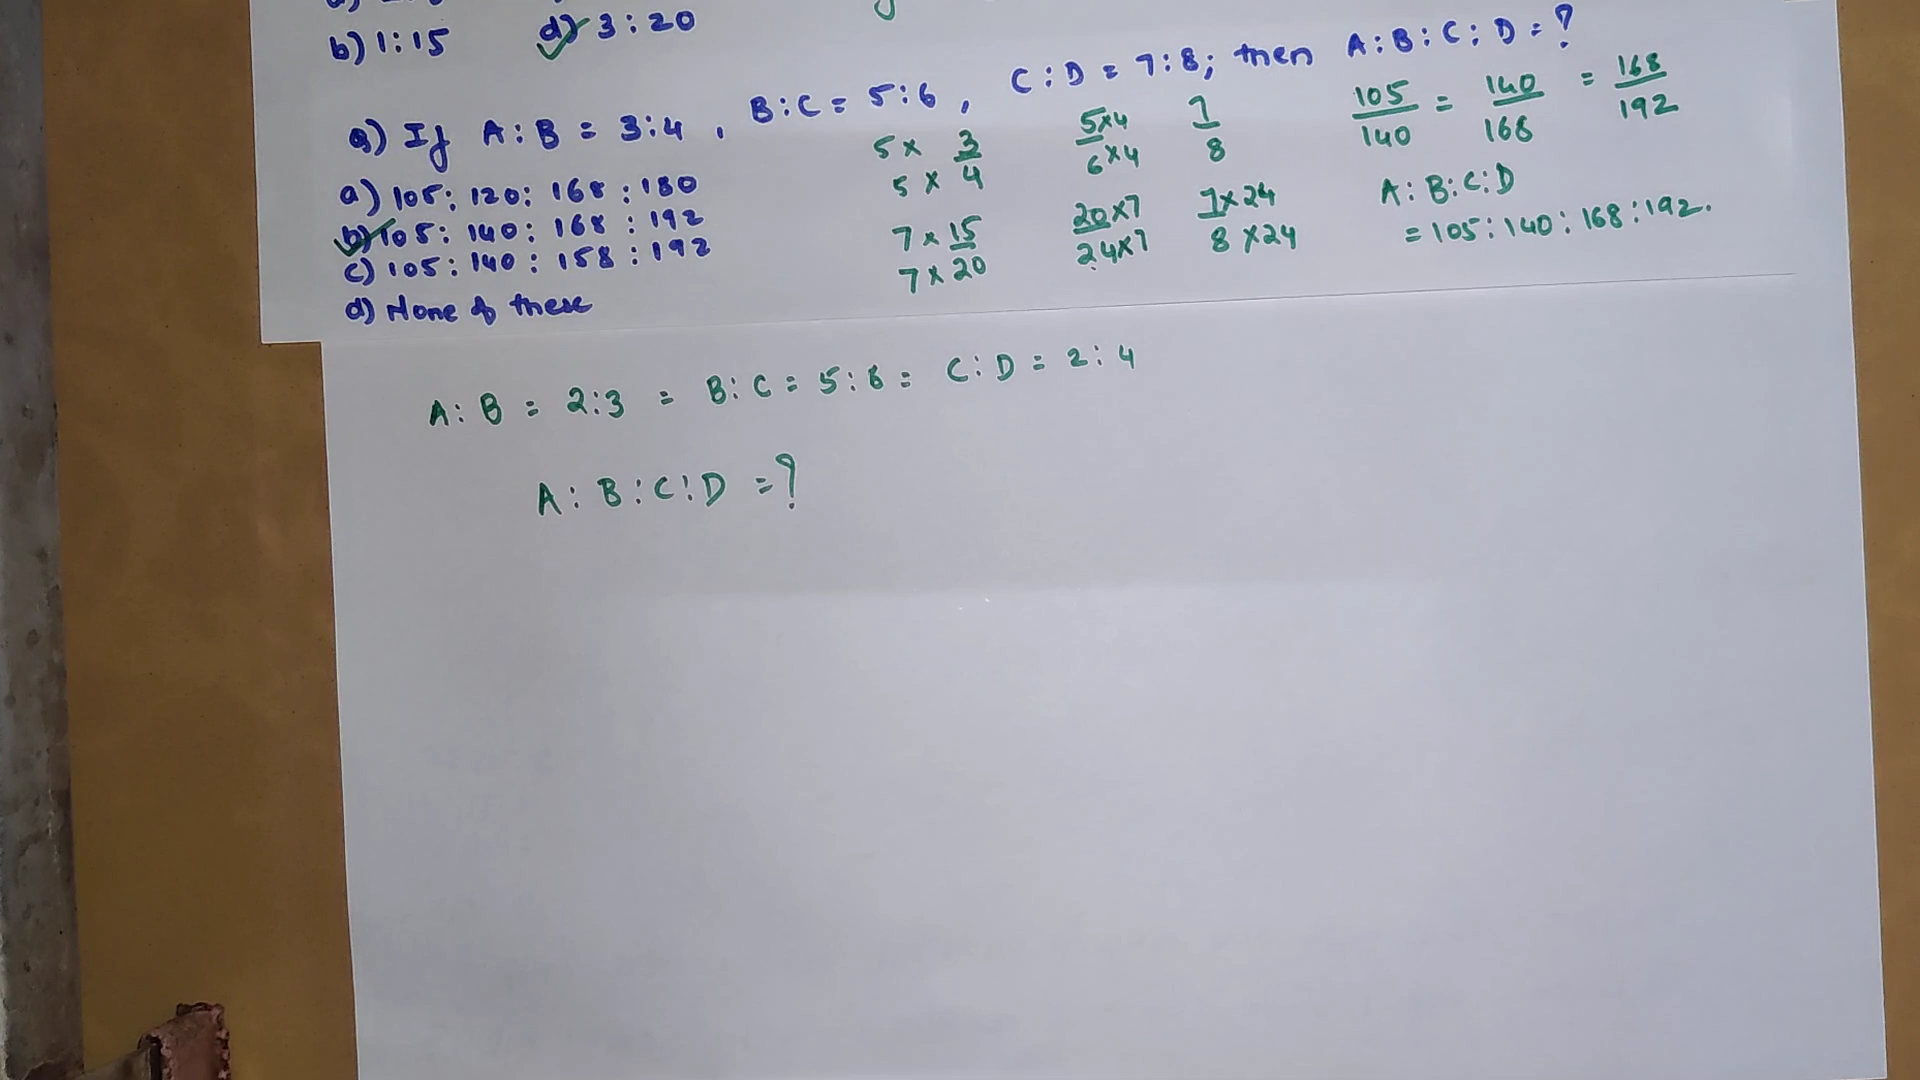 b) 1:15 d) 3:20
Q) If A:B = 3:4, B:C = 5:6, C:D = 7:8; then A:B:C:D = ?
a) 105: 120: 168: 180
b) 105: 140: 168: 192
c) 105: 140: 158: 192
d) None of these
5 × 3 / 5 × 4 5×4 / 6×4 7 / 8
7 × 15 / 7 × 20 20×7 / 24×7 7×24 / 8×24
105/140 = 140/168 = 168/192
A:B:C:D
= 105:140:168:192.
A:B = 2:3 = B:C = 5:6 = C:D = 2:4
A:B:C:D = ?